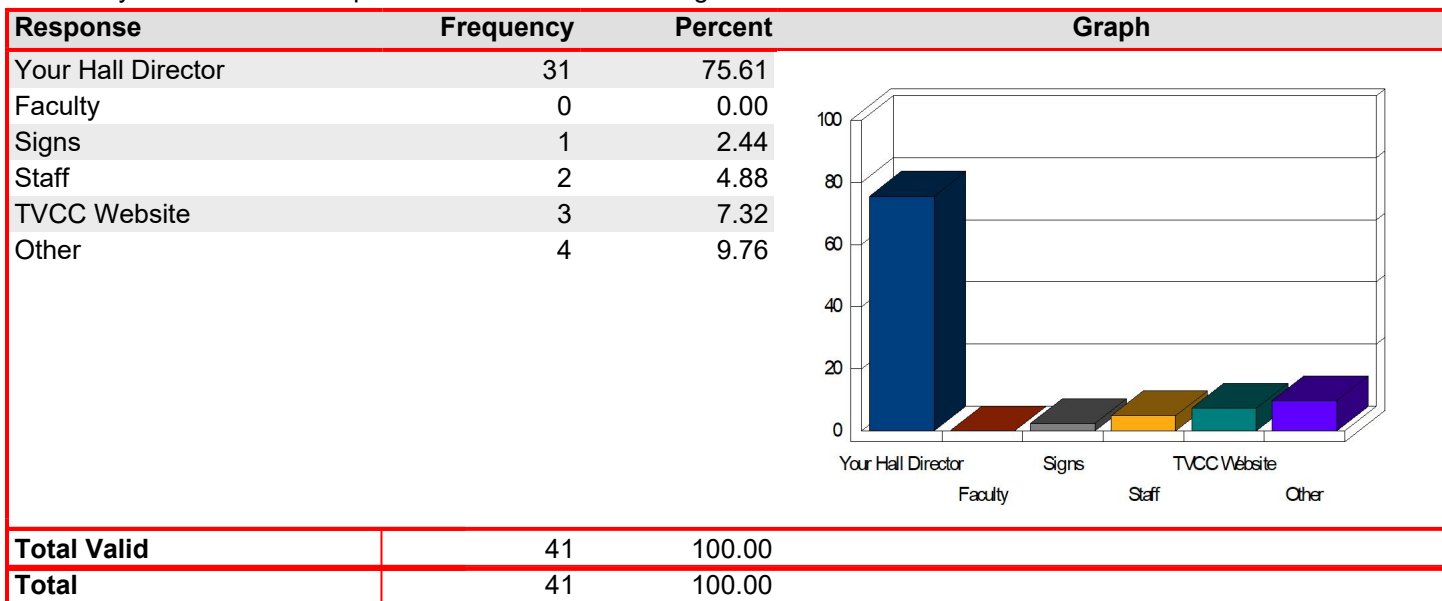 Response Frequency Percent Graph
Your Hall Director 31 75.61
Faculty 0 0.00
Signs 1 2.44
Staff 2 4.88
TVCC Website 3 7.32
Other 4 9.76
100
80
60
40
20
0
Your Hall Director Signs TVCC Website
Faculty Staff Other
Total Valid 41 100.00
Total 41 100.00